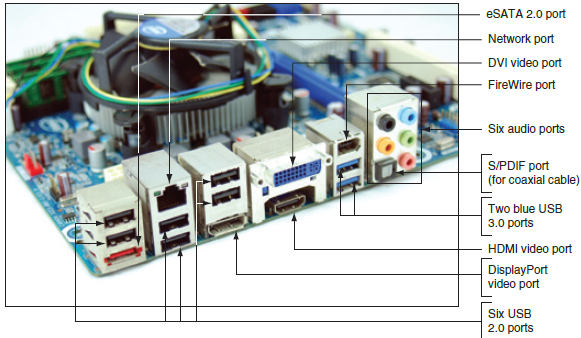 eSATA 2.0 port
Network port
DVI video port
FireWire port
Six audio ports
S/PDIF port
(for coaxial cable)
Two blue USB
3.0 ports
HDMI video port
DisplayPort
video port
Six USB
2.0 ports